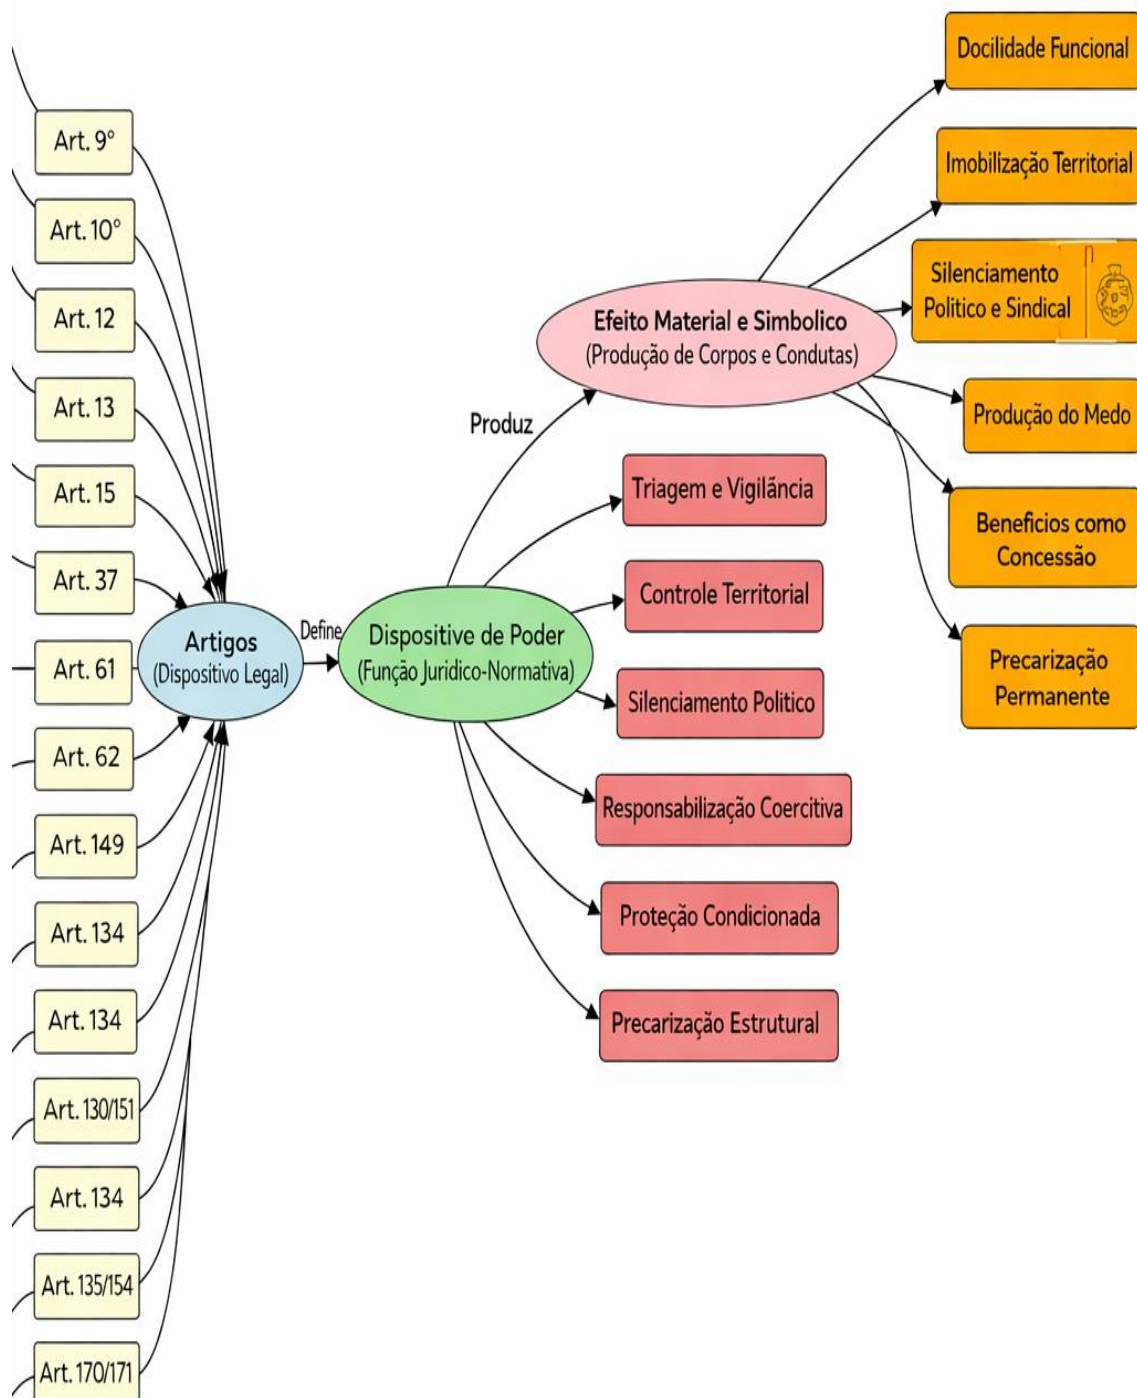 Art. 9°
Art. 10°
Art. 12
Art. 13
Art. 15
Art. 37
Art. 61
Art. 62
Art. 149
Art. 134
Art. 134
Art. 130/151
Art. 134
Art. 135/154
Art. 170/171
Artigos
(Dispositivo Legal)
Define
Dispositive de Poder
(Função Juridico-Normativa)
Produz
Efeito Material e Simbolico
(Produção de Corpos e Condutas)
Triagem e Vigilãncia
Controle Territorial
Silenciamento Politico
Responsabilização Coercitiva
Proteção Condicionada
Precarização Estrutural
Docilidade Funcional
Imobilização Territorial
Silenciamento
Politico e Sindical
Produção do Medo
Beneficios como
Concessão
Precarização
Permanente